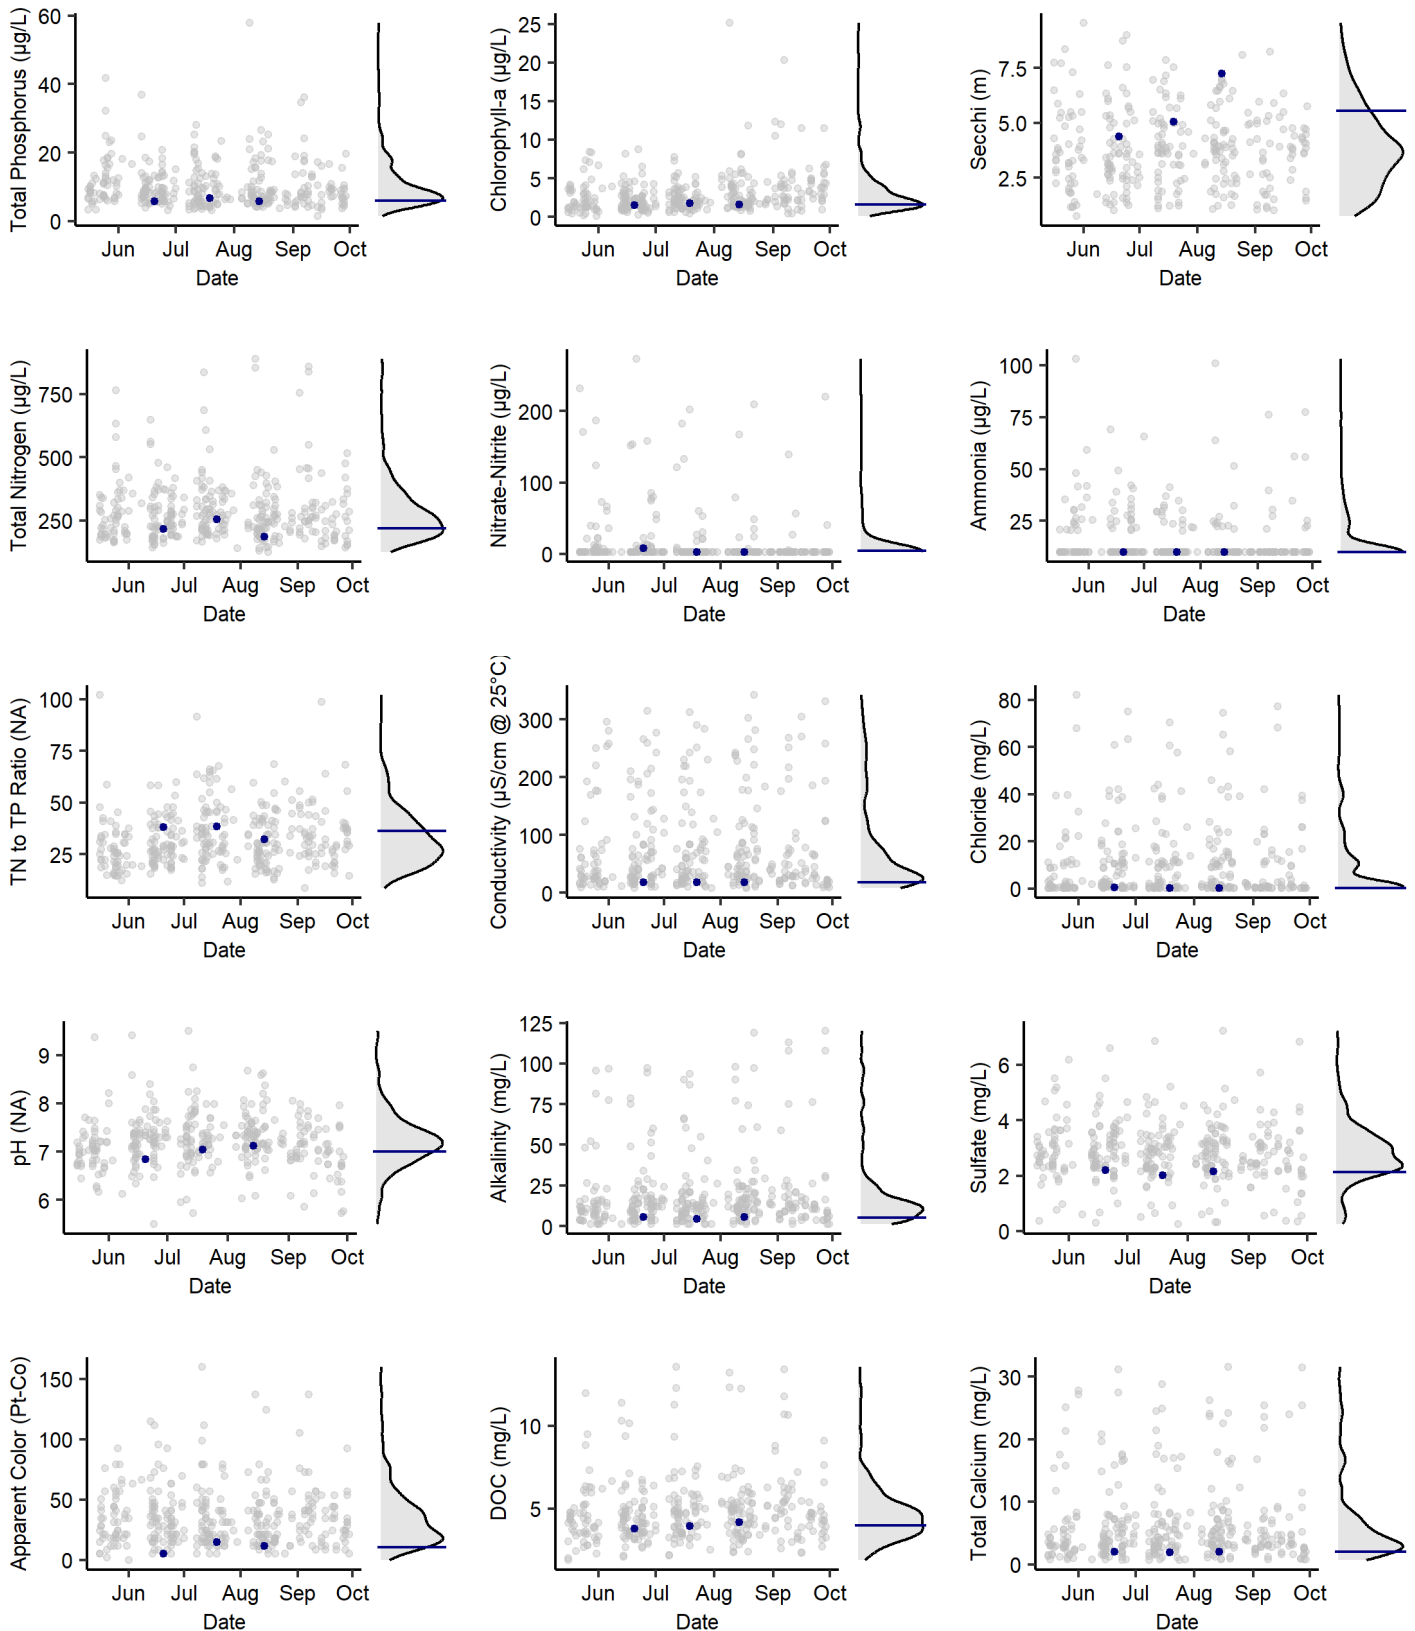 Total Phosphorus (µg/L)
60
40
20
0
Jun Jul Aug Sep Oct
Date
Chlorophyll-a (µg/L)
25
20
15
10
5
0
Jun Jul Aug Sep Oct
Date
Secchi (m)
7.5
5.0
2.5
Jun Jul Aug Sep Oct
Date
Total Nitrogen (µg/L)
750
500
250
Jun Jul Aug Sep Oct
Date
Nitrate-Nitrite (µg/L)
200
100
0
Jun Jul Aug Sep Oct
Date
Ammonia (µg/L)
100
75
50
25
Jun Jul Aug Sep Oct
Date
TN to TP Ratio (NA)
100
75
50
25
Jun Jul Aug Sep Oct
Date
Conductivity (µS/cm @ 25°C)
300
200
100
0
Jun Jul Aug Sep Oct
Date
Chloride (mg/L)
80
60
40
20
0
Jun Jul Aug Sep Oct
Date
pH (NA)
9
8
7
6
Jun Jul Aug Sep Oct
Date
Alkalinity (mg/L)
125
100
75
50
25
0
Jun Jul Aug Sep Oct
Date
Sulfate (mg/L)
6
4
2
0
Jun Jul Aug Sep Oct
Date
Apparent Color (Pt-Co)
150
100
50
0
Jun Jul Aug Sep Oct
Date
DOC (mg/L)
10
5
Jun Jul Aug Sep Oct
Date
Total Calcium (mg/L)
30
20
10
0
Jun Jul Aug Sep Oct
Date